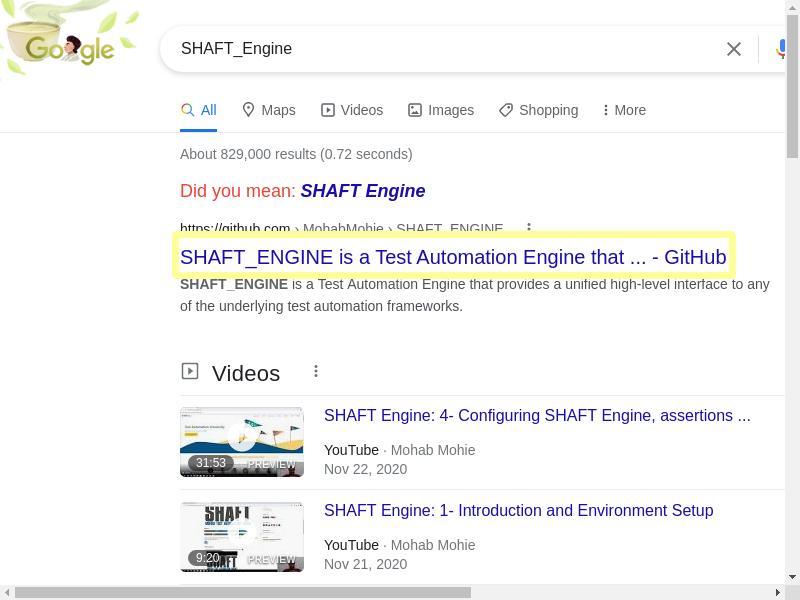 Google
SHAFT_Engine
All Maps Videos Images Shopping More
About 829,000 results (0.72 seconds)
Did you mean: SHAFT Engine
https://github.com › MohabMohie › SHAFT_ENGINE
SHAFT_ENGINE is a Test Automation Engine that ... - GitHub
SHAFT_ENGINE is a Test Automation Engine that provides a unified high-level interface to any
of the underlying test automation frameworks.
Videos
SHAFT Engine: 4- Configuring SHAFT Engine, assertions ...
YouTube · Mohab Mohie
Nov 22, 2020
31:53 PREVIEW
SHAFT Engine: 1- Introduction and Environment Setup
YouTube · Mohab Mohie
Nov 21, 2020
SHAFT
9:20 PREVIEW